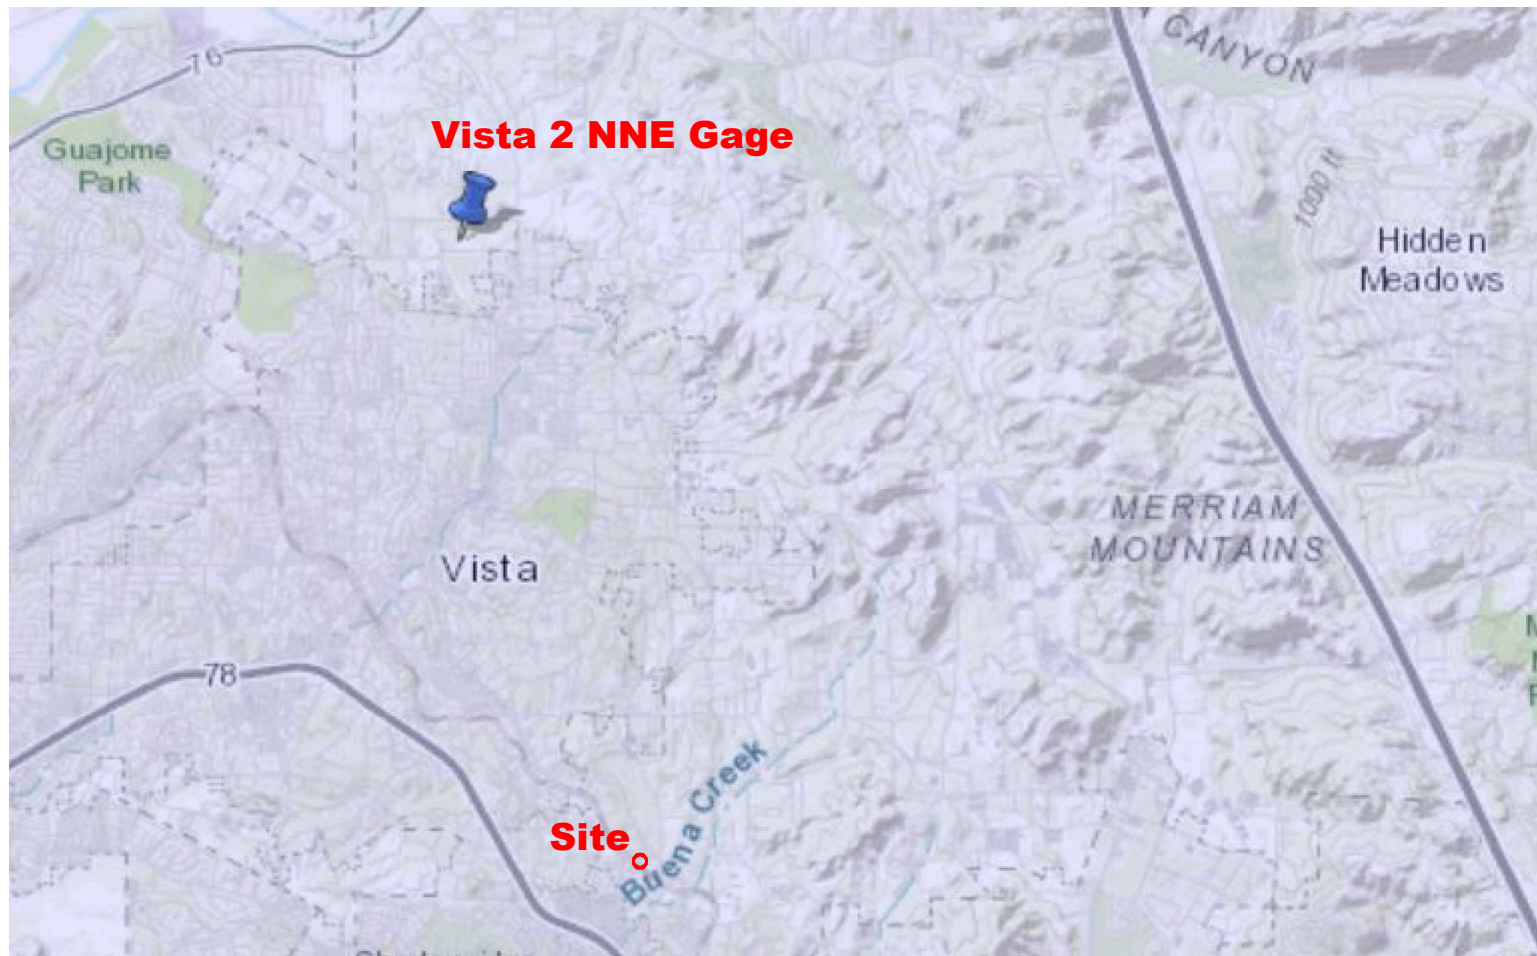 CANYON
76
Vista 2 NNE Gage
Guajome
Park
1000 ft
Hidden
Meadows
MERRIAM
MOUNTAINS
Vista
78
Buena Creek
Site